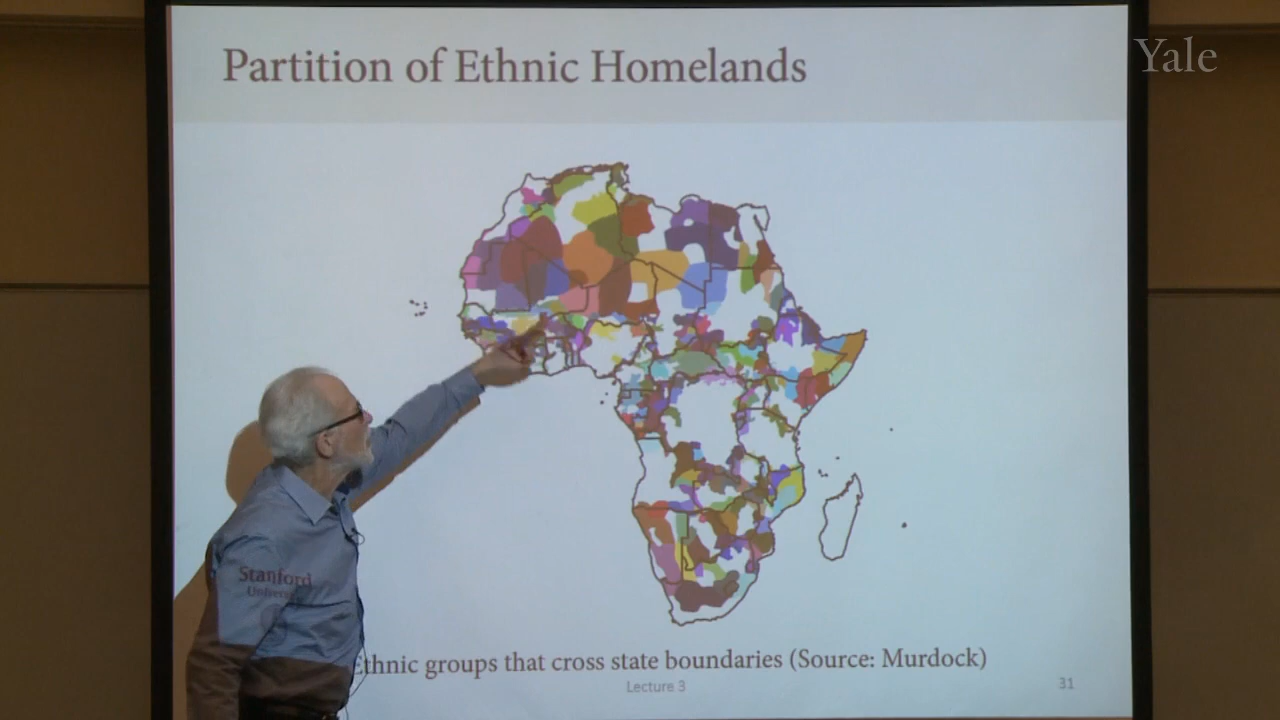 Partition of Ethnic Homelands
Yale
Stanford
Ethnic groups that cross state boundaries (Source: Murdock)
Lecture 3
31